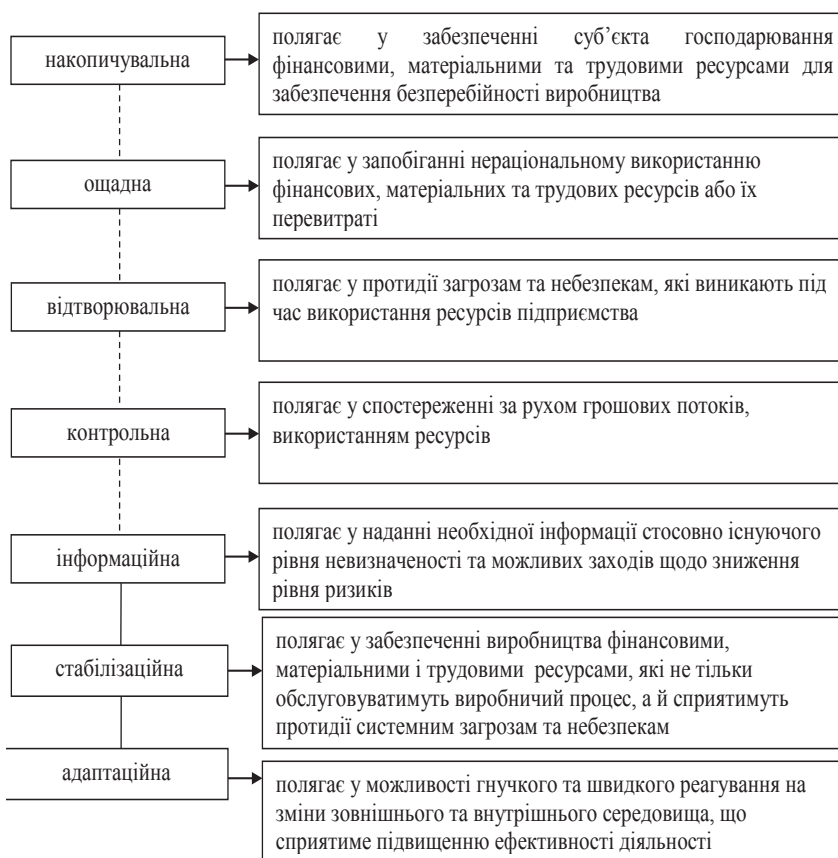 накопичувальна
полягає у забезпеченні суб’єкта господарювання
фінансовими, матеріальними та трудовими ресурсами для
забезпечення безперебійності виробництва
ощадна
полягає у запобіганні нераціональному використанню
фінансових, матеріальних та трудових ресурсів або їх
перевитраті
відтворювальна
полягає у протидії загрозам та небезпекам, які виникають під
час використання ресурсів підприємства
контрольна
полягає у спостереженні за рухом грошових потоків,
використанням ресурсів
інформаційна
полягає у наданні необхідної інформації стосовно існуючого
рівня невизначеності та можливих заходів щодо зниження
рівня ризиків
стабілізаційна
полягає у забезпеченні виробництва фінансовими,
матеріальними і трудовими ресурсами, які не тільки
обслуговуватимуть виробничий процес, а й сприятимуть
протидії системним загрозам та небезпекам
адаптаційна
полягає у можливості гнучкого та швидкого реагування на
зміни зовнішнього та внутрішнього середовища, що
сприятиме підвищенню ефективності діяльності